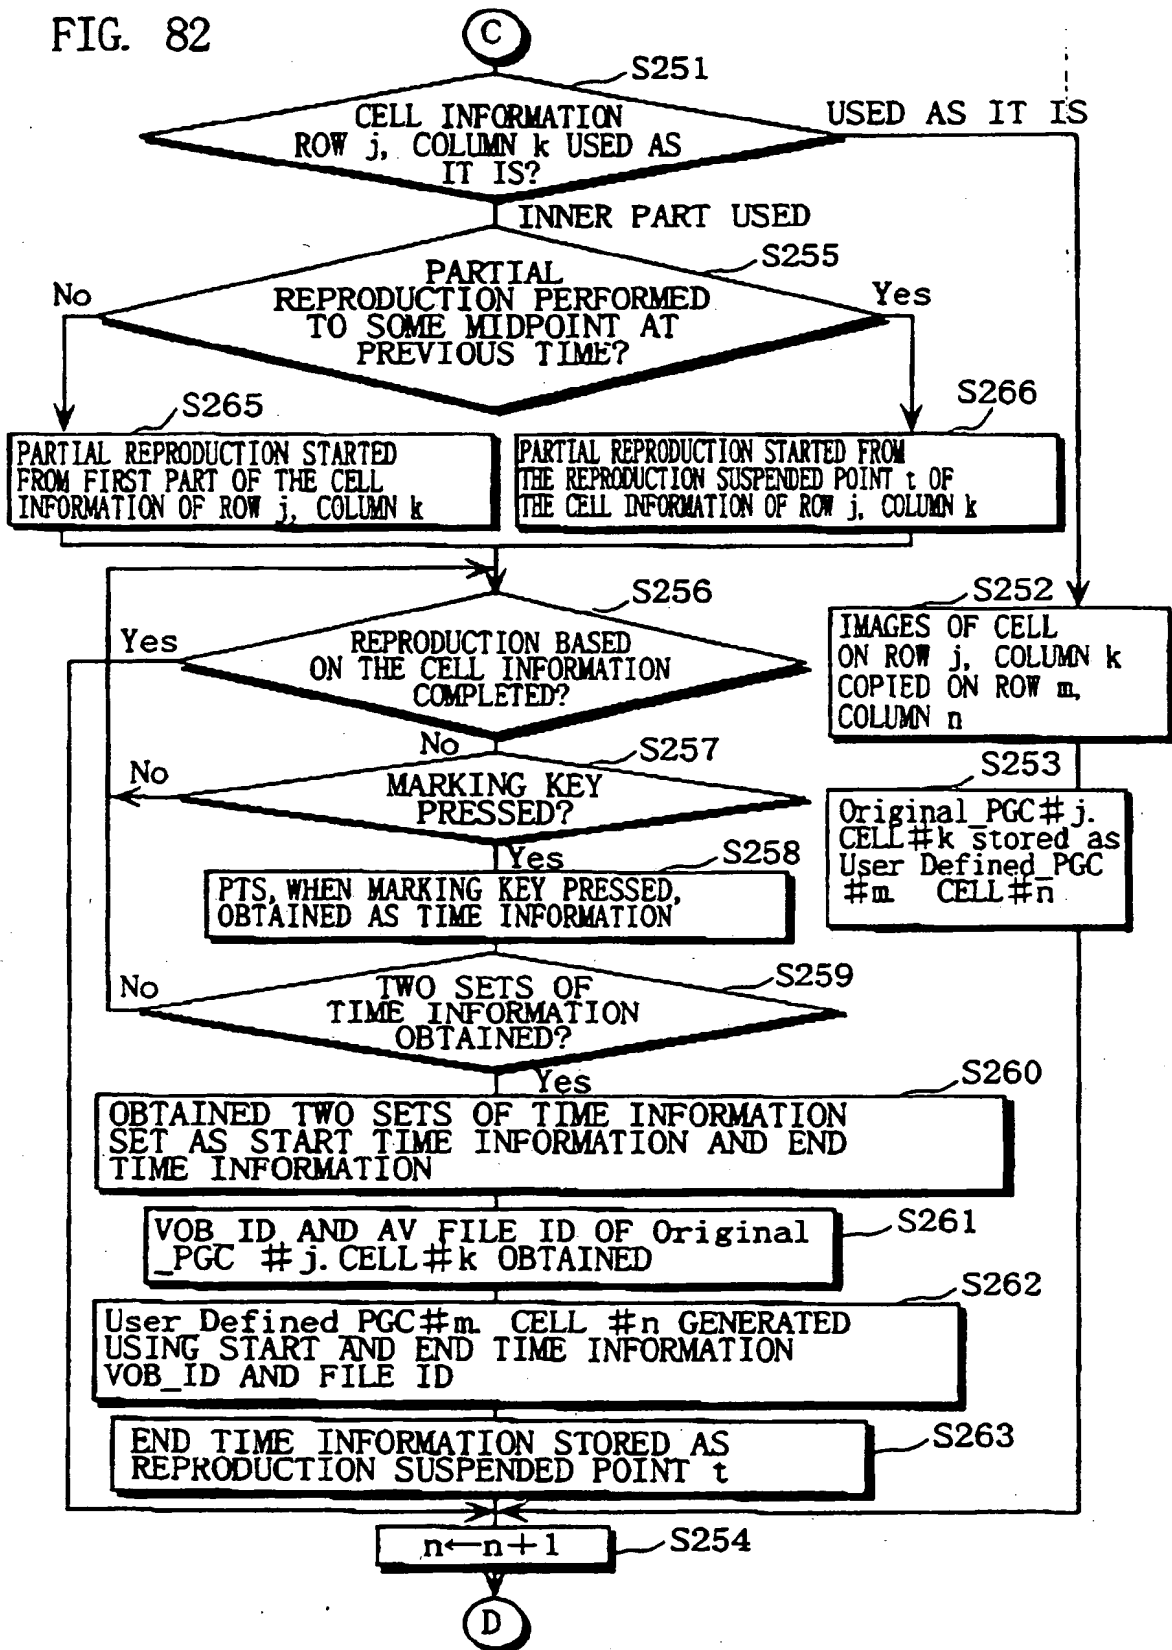 FIG. 82
C
S251
CELL INFORMATION
ROW j, COLUMN k USED AS
IT IS?
USED AS IT IS
INNER PART USED
S255
PARTIAL
REPRODUCTION PERFORMED
TO SOME MIDPOINT AT
PREVIOUS TIME?
No
Yes
S265
PARTIAL REPRODUCTION STARTED
FROM FIRST PART OF THE CELL
INFORMATION OF ROW j, COLUMN k
S266
PARTIAL REPRODUCTION STARTED FROM
THE REPRODUCTION SUSPENDED POINT t OF
THE CELL INFORMATION OF ROW j, COLUMN k
S256
Yes
REPRODUCTION BASED
ON THE CELL INFORMATION
COMPLETED?
No
S252
IMAGES OF CELL
ON ROW j, COLUMN k
COPIED ON ROW m,
COLUMN n
S257
No
MARKING KEY
PRESSED?
Yes
S253
Original_PGC#j.
CELL#k stored as
User Defined_PGC
#m CELL#n
S258
PTS, WHEN MARKING KEY PRESSED,
OBTAINED AS TIME INFORMATION
S259
No
TWO SETS OF
TIME INFORMATION
OBTAINED?
Yes
S260
OBTAINED TWO SETS OF TIME INFORMATION
SET AS START TIME INFORMATION AND END
TIME INFORMATION
S261
VOB_ID AND AV FILE ID OF Original
_PGC #j.CELL#k OBTAINED
S262
User Defined_PGC#m CELL #n GENERATED
USING START AND END TIME INFORMATION
VOB_ID AND FILE ID
S263
END TIME INFORMATION STORED AS
REPRODUCTION SUSPENDED POINT t
n←n+1
S254
D